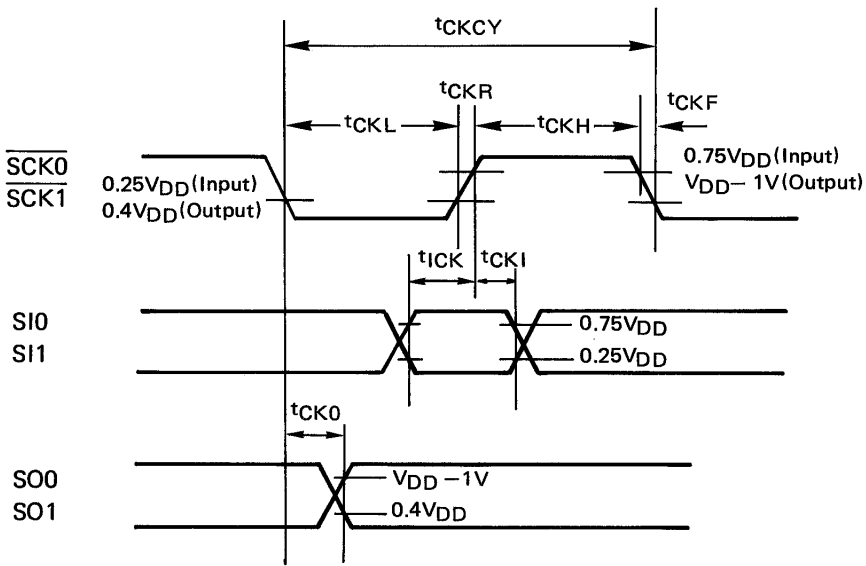 tCKCY
tCKR
tCKF
tCKL
tCKH
SCK0
SCK1
0.25VDD(Input)
0.4VDD(Output)
0.75VDD(Input)
VDD−1V(Output)
tICK
tCKI
SI0
SI1
0.75VDD
0.25VDD
tCK0
SO0
SO1
VDD−1V
0.4VDD